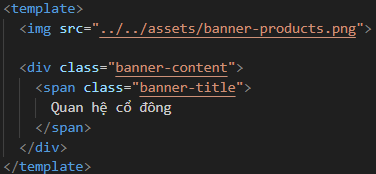 <template>
<img src="../../assets/banner-products.png">
<div class="banner-content">
<span class="banner-title">
Quan hệ cổ đông
</span>
</div>
</template>